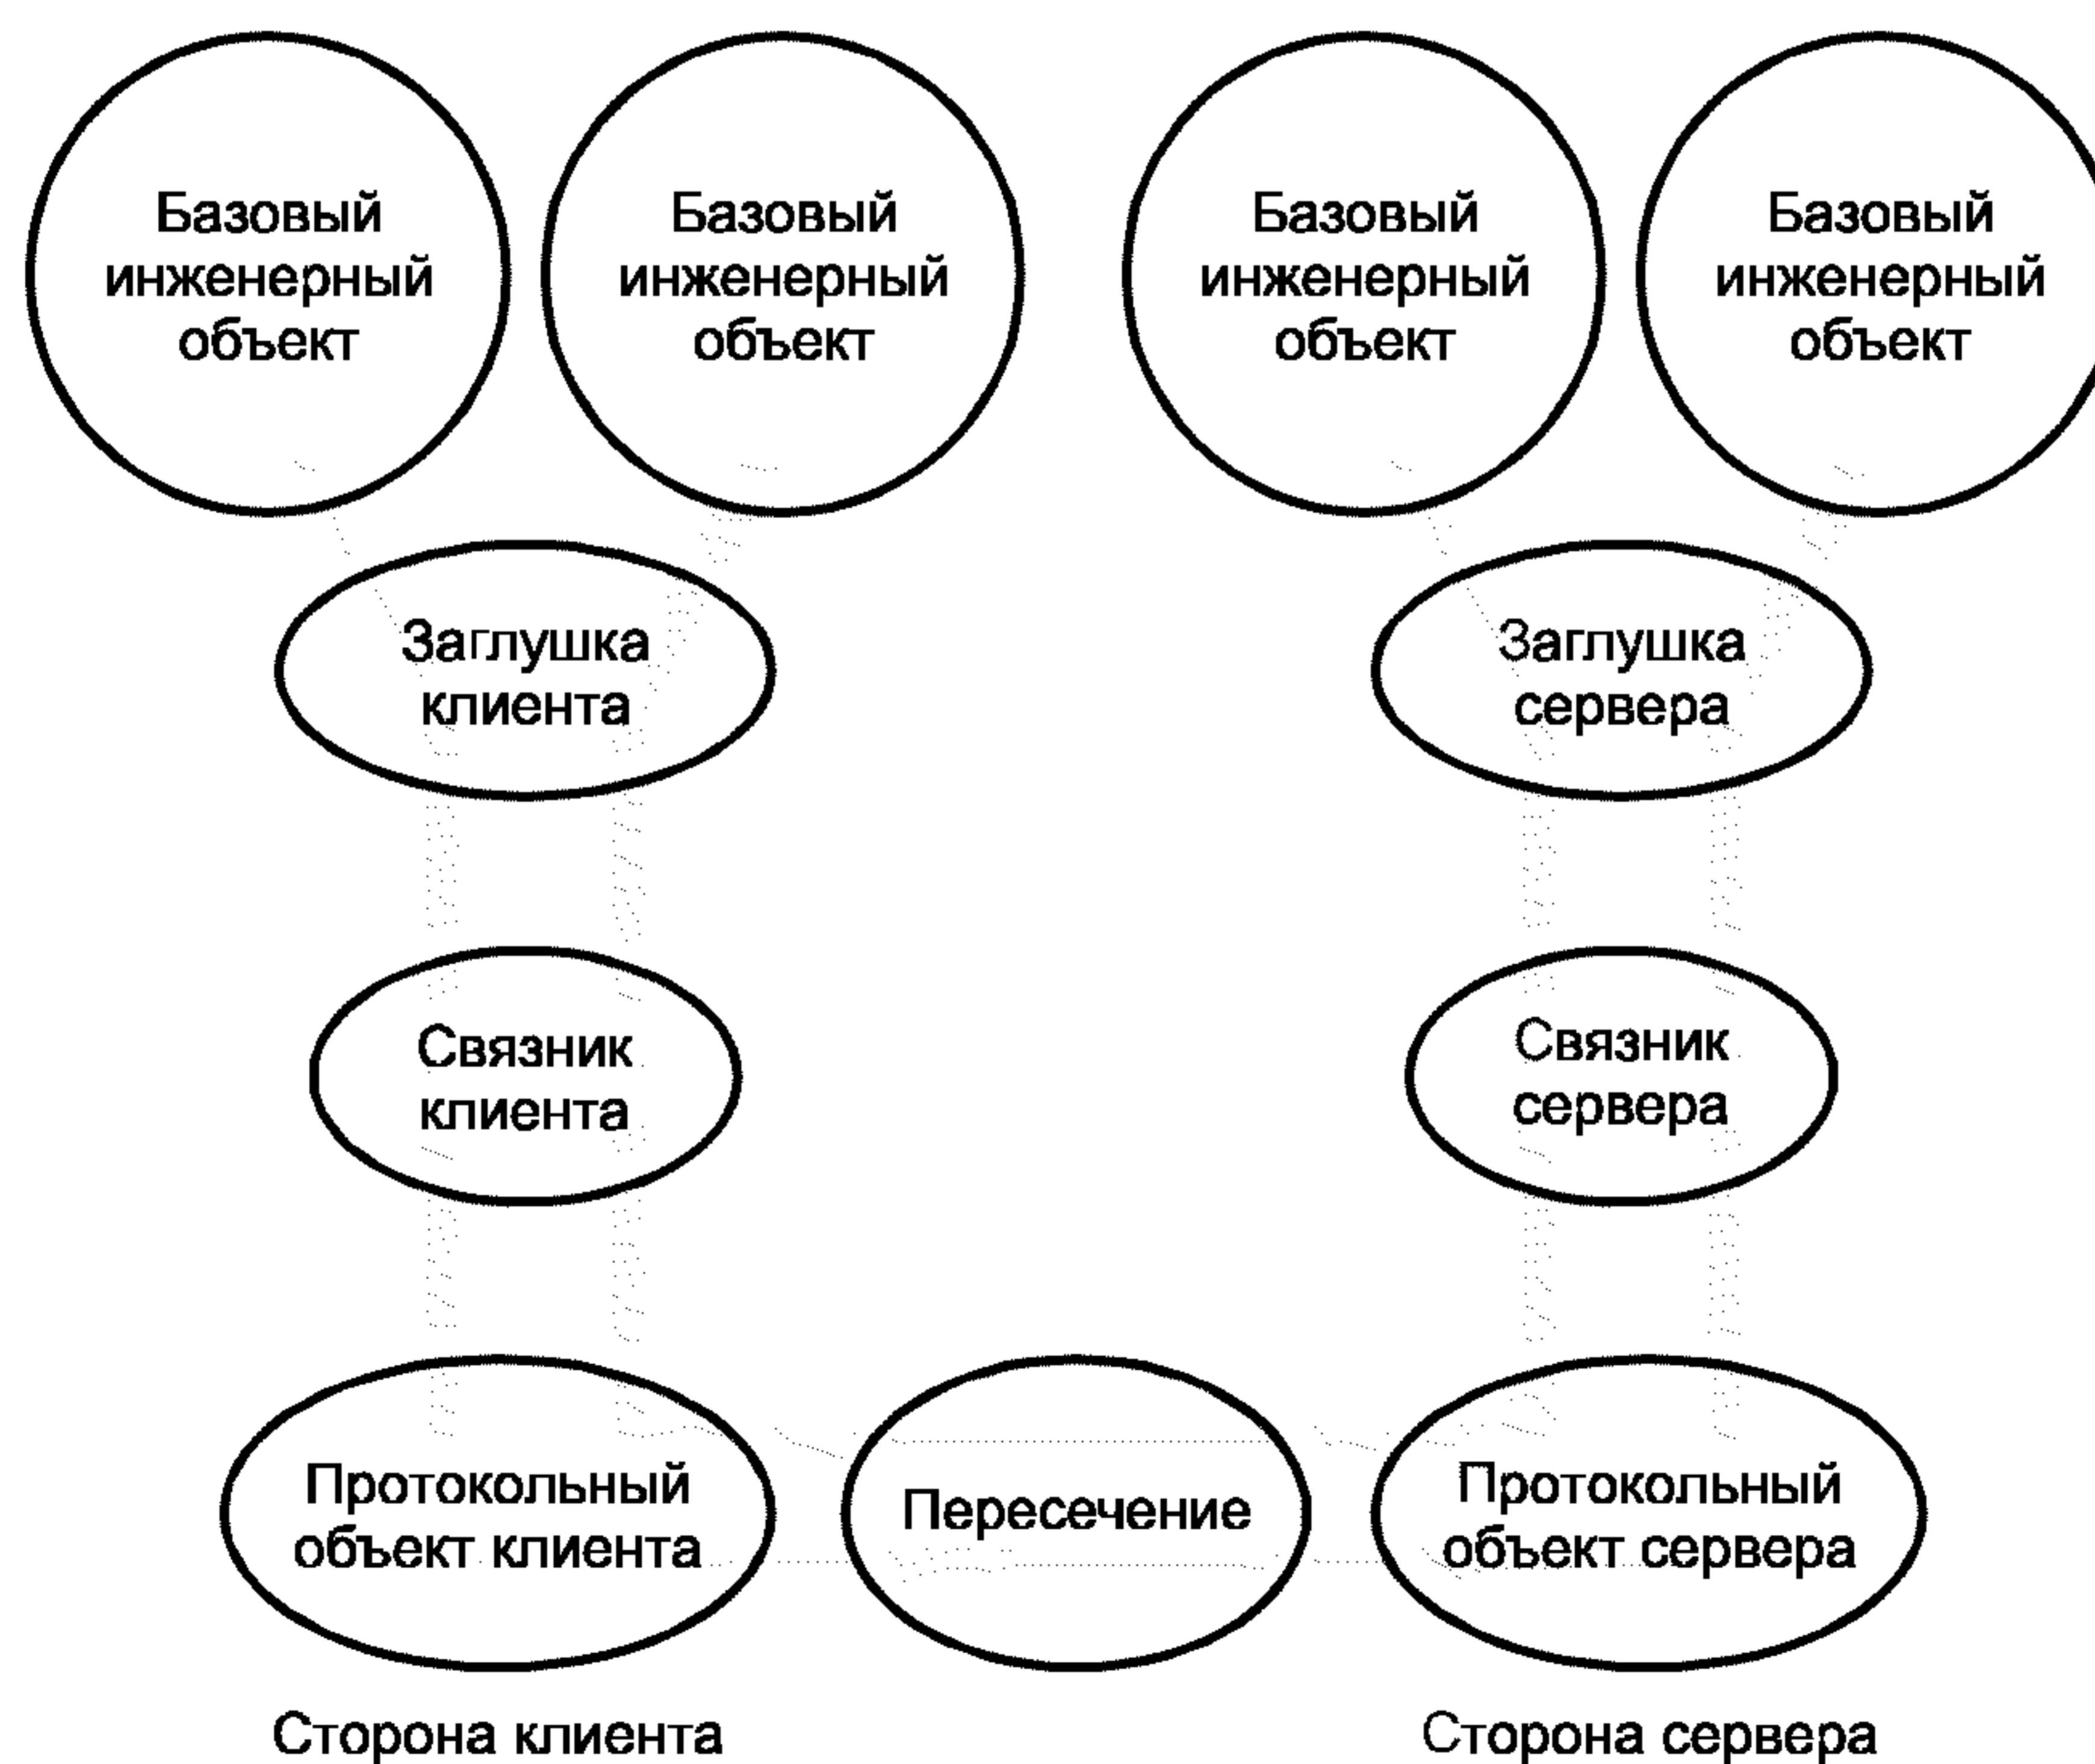 Базовый
инженерный
объект
Базовый
инженерный
объект
Базовый
инженерный
объект
Базовый
инженерный
объект
Заглушка
клиента
Заглушка
сервера
Связник
клиента
Связник
сервера
Протокольный
объект клиента
Пересечение
Протокольный
объект сервера
Сторона клиента
Сторона сервера